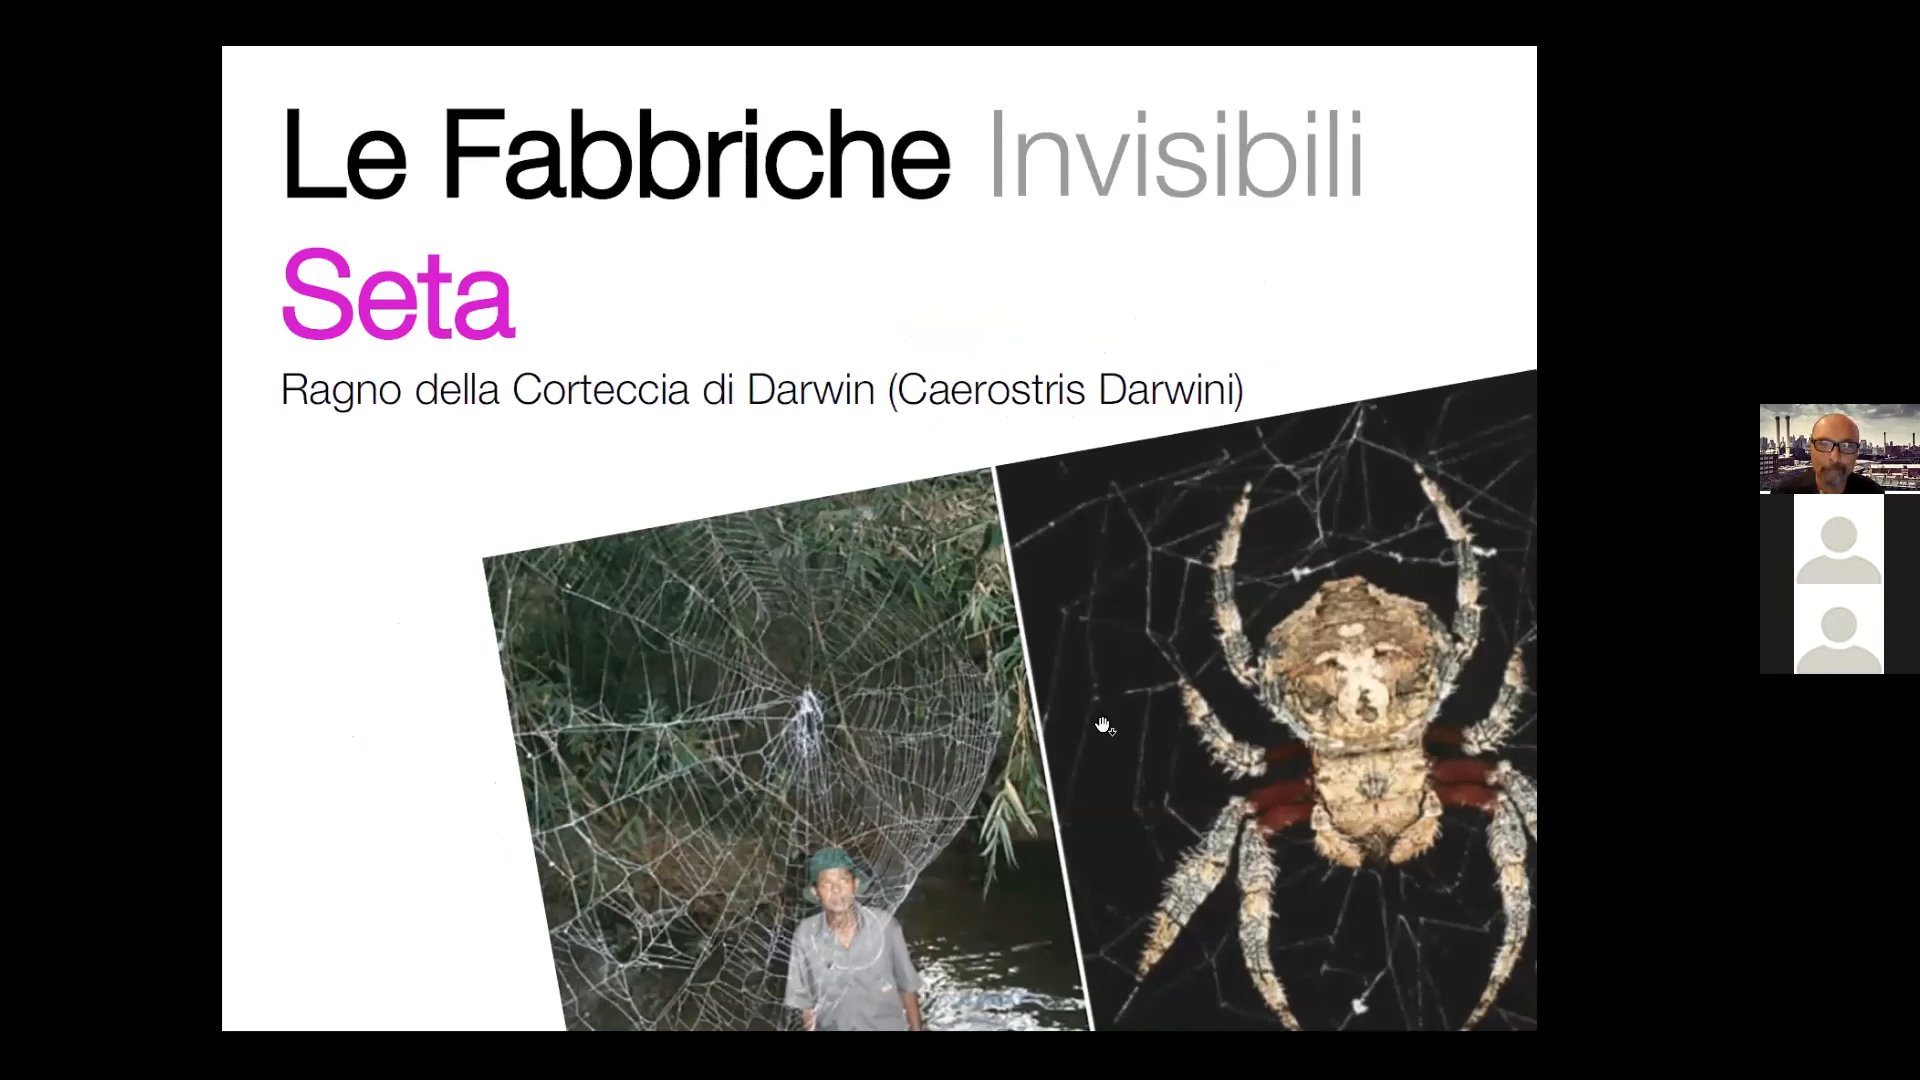 Le Fabbriche Invisibili
Seta
Ragno della Corteccia di Darwin (Caerostris Darwini)